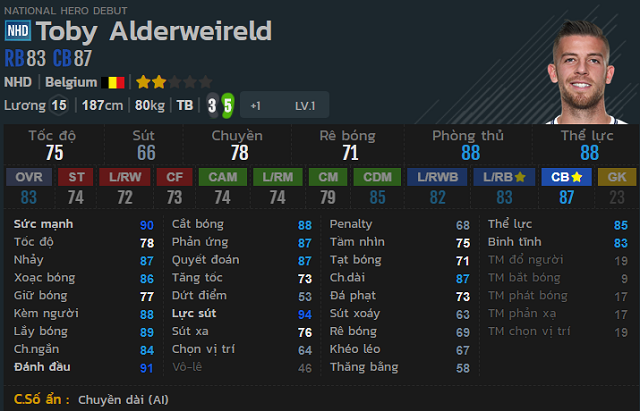 NATIONAL HERO DEBUT
NHD Toby Alderweireld
RB 83 CB 87
NHD Belgium
Lương 15 187cm 80kg TB 3 5 +1 LV.1
Tốc độ Sút Chuyền Rê bóng Phòng thủ Thể lực
75 66 78 71 88 88
OVR ST L/RW CF CAM L/RM CM CDM L/RWB L/RB CB GK
83 74 72 73 74 74 79 85 82 83 87 23
Sức mạnh 90 Cắt bóng 88 Penalty 68 Thể lực 85
Tốc độ 78 Phản ứng 87 Tầm nhìn 75 Bình tĩnh 83
Nhảy 87 Quyết đoán 87 Tạt bóng 71 TM đổ người 19
Xoạc bóng 86 Tăng tốc 73 Ch.dài 87 TM bắt bóng 9
Giữ bóng 77 Dứt điểm 53 Đá phạt 73 TM phát bóng 17
Kèm người 88 Lực sút 94 Sút xoáy 63 TM phản xạ 17
Lấy bóng 89 Sút xa 76 Rê bóng 69 TM chọn vị trí 19
Ch.ngắn 84 Chọn vị trí 64 Khéo léo 67
Đánh đầu 91 Vô-lê 46 Thăng bằng 58
C.Số ẩn : Chuyền dài (AI)